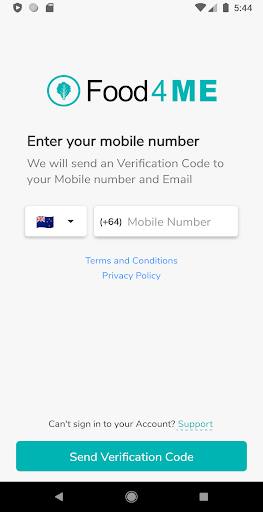 5:44
Food4ME
Enter your mobile number
We will send an Verification Code to
your Mobile number and Email
(+64) Mobile Number
Terms and Conditions
Privacy Policy
Can't sign in to your Account? Support
Send Verification Code